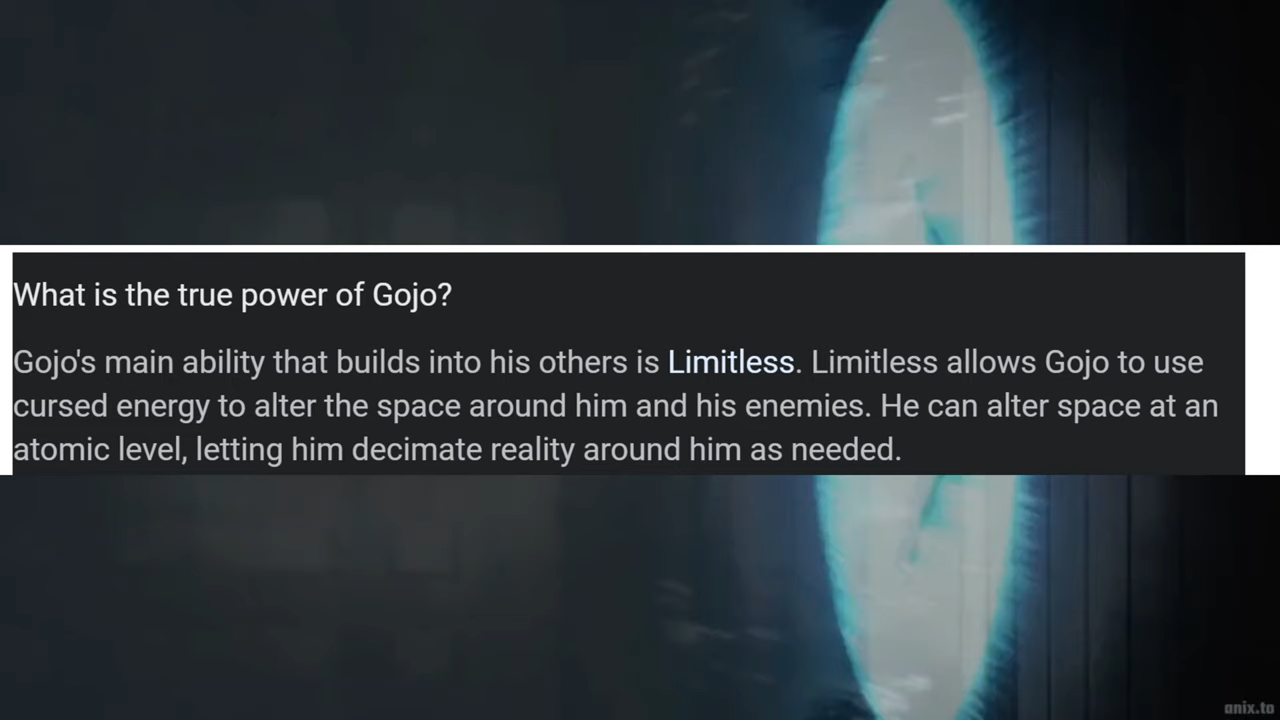 What is the true power of Gojo?
Gojo's main ability that builds into his others is Limitless. Limitless allows Gojo to use
cursed energy to alter the space around him and his enemies. He can alter space at an
atomic level, letting him decimate reality around him as needed.
anix.to